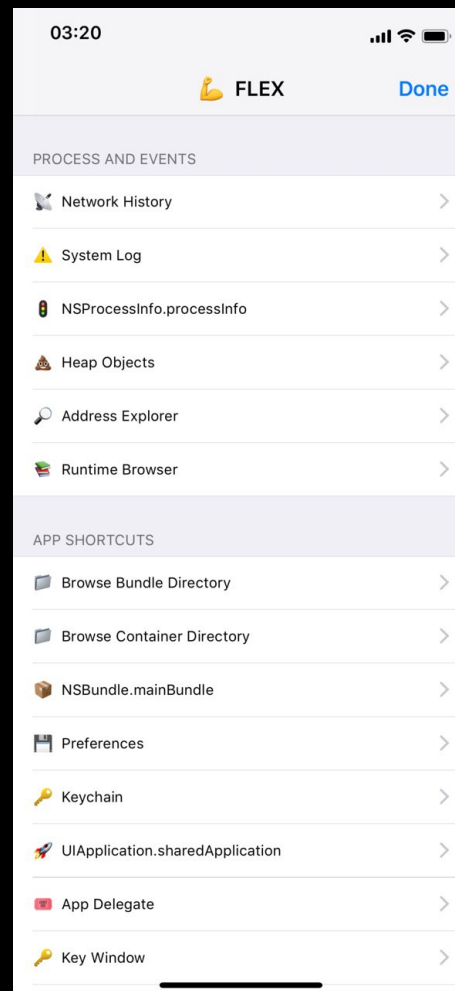 03:20
💪 FLEX
Done
PROCESS AND EVENTS
📡 Network History
⚠️ System Log
🚦 NSProcessInfo.processInfo
💩 Heap Objects
🔎 Address Explorer
📚 Runtime Browser
APP SHORTCUTS
📁 Browse Bundle Directory
📁 Browse Container Directory
📦 NSBundle.mainBundle
💾 Preferences
🔑 Keychain
🚀 UIApplication.sharedApplication
🎟 App Delegate
🔑 Key Window